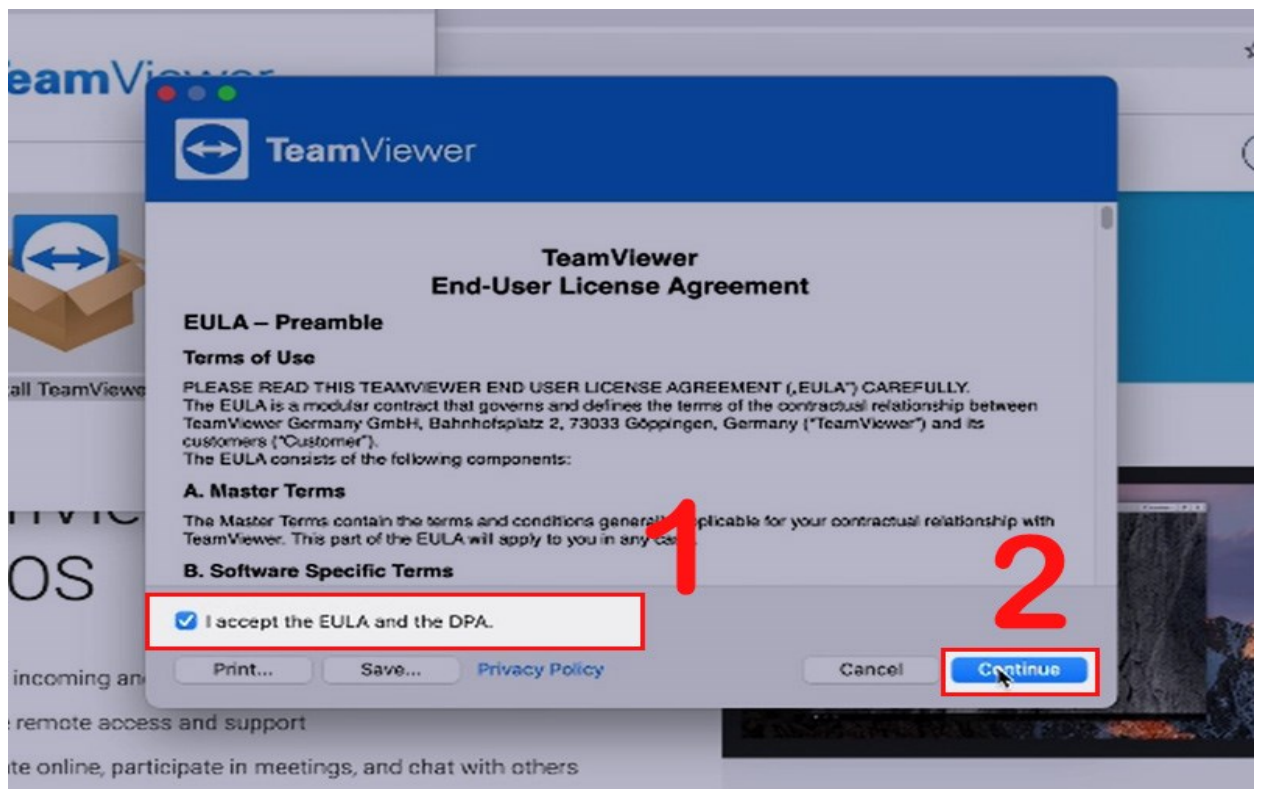 TeamViewer
TeamViewer
End-User License Agreement
EULA – Preamble
Terms of Use
PLEASE READ THIS TEAMVIEWER END USER LICENSE AGREEMENT („EULA") CAREFULLY.
The EULA is a modular contract that governs and defines the terms of the contractual relationship between
TeamViewer Germany GmbH, Bahnhofsplatz 2, 73033 Göppingen, Germany ("TeamViewer") and its
customers ("Customer").
The EULA consists of the following components:
A. Master Terms
The Master Terms contain the terms and conditions generally applicable for your contractual relationship with
TeamViewer. This part of the EULA will apply to you in any case.
B. Software Specific Terms
1
I accept the EULA and the DPA.
2
Print...
Save...
Privacy Policy
Cancel
Continue
eamViewer
all TeamViewe
OS
incoming an
remote access and support
te online, participate in meetings, and chat with others